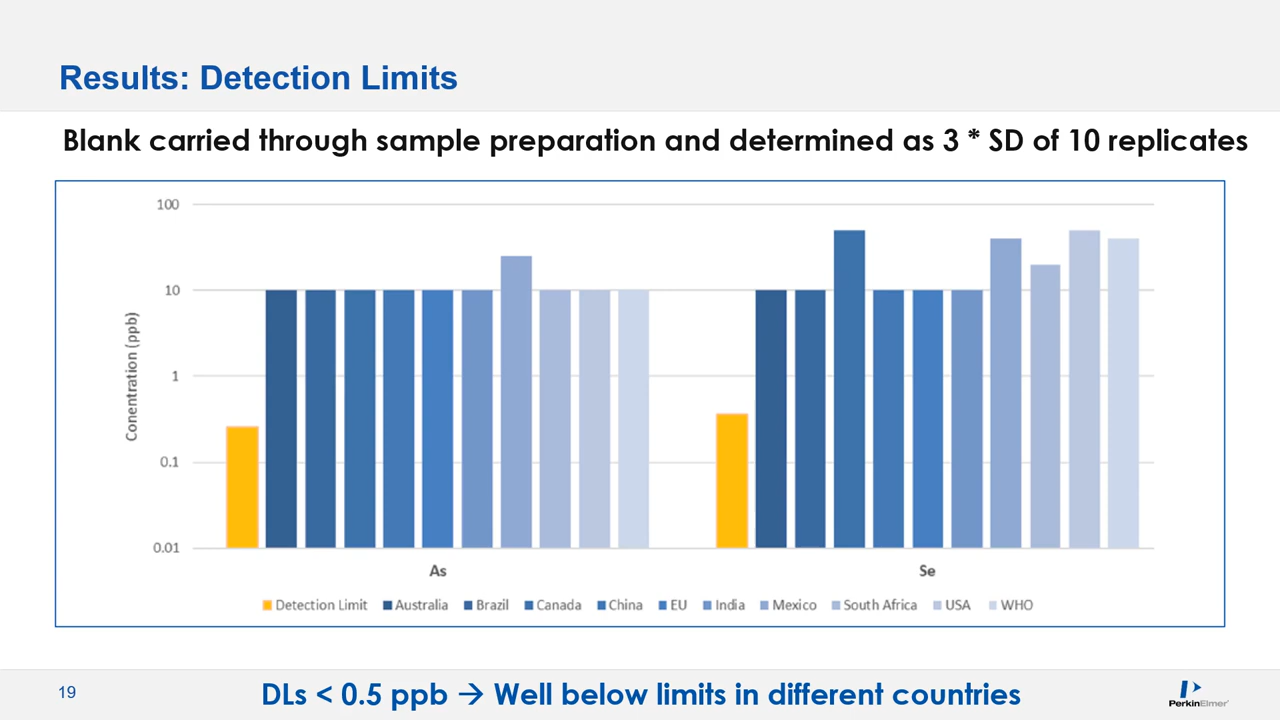 Results: Detection Limits
Blank carried through sample preparation and determined as 3 * SD of 10 replicates
100
10
1
0.1
0.01
Conentration (ppb)
As Se
Detection Limit Australia Brazil Canada China EU India Mexico South Africa USA WHO
19
DLs < 0.5 ppb → Well below limits in different countries
PerkinElmer